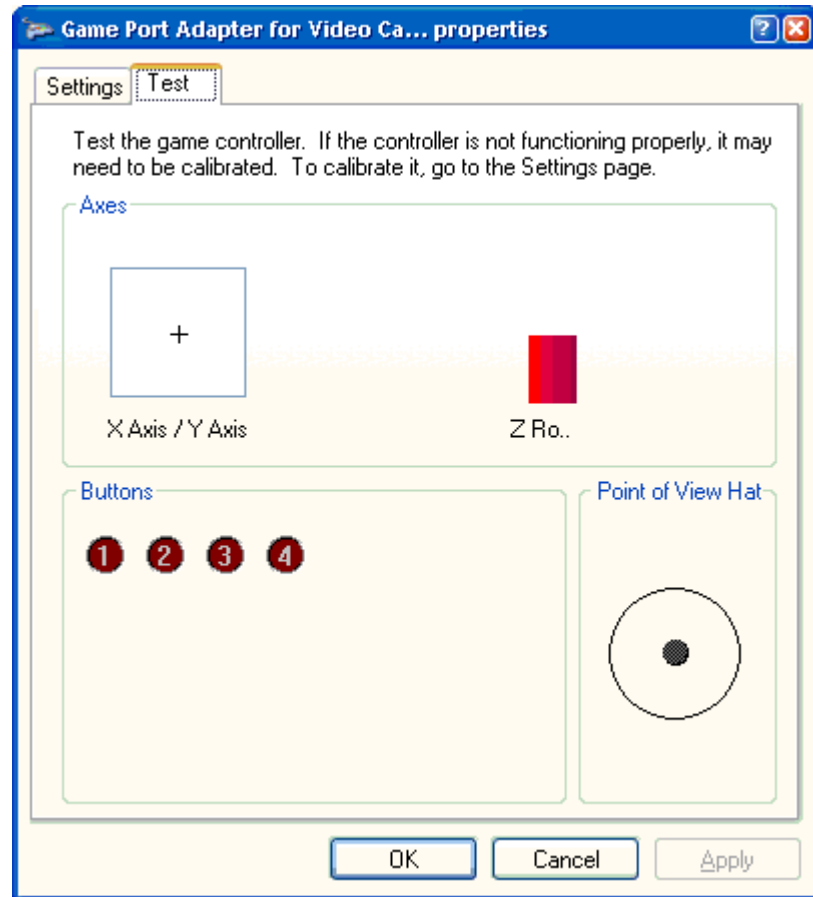 Game Port Adapter for Video Ca... properties
Settings
Test
Test the game controller. If the controller is not functioning properly, it may
need to be calibrated. To calibrate it, go to the Settings page.
Axes
X Axis / Y Axis
Z Ro..
Buttons
1 2 3 4
Point of View Hat
OK
Cancel
Apply